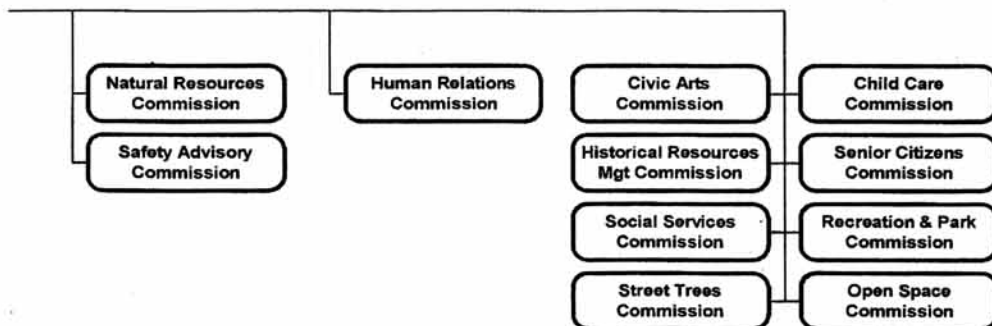 Natural Resources
Commission
Safety Advisory
Commission
Human Relations
Commission
Civic Arts
Commission
Historical Resources
Mgt Commission
Social Services
Commission
Street Trees
Commission
Child Care
Commission
Senior Citizens
Commission
Recreation & Park
Commission
Open Space
Commission